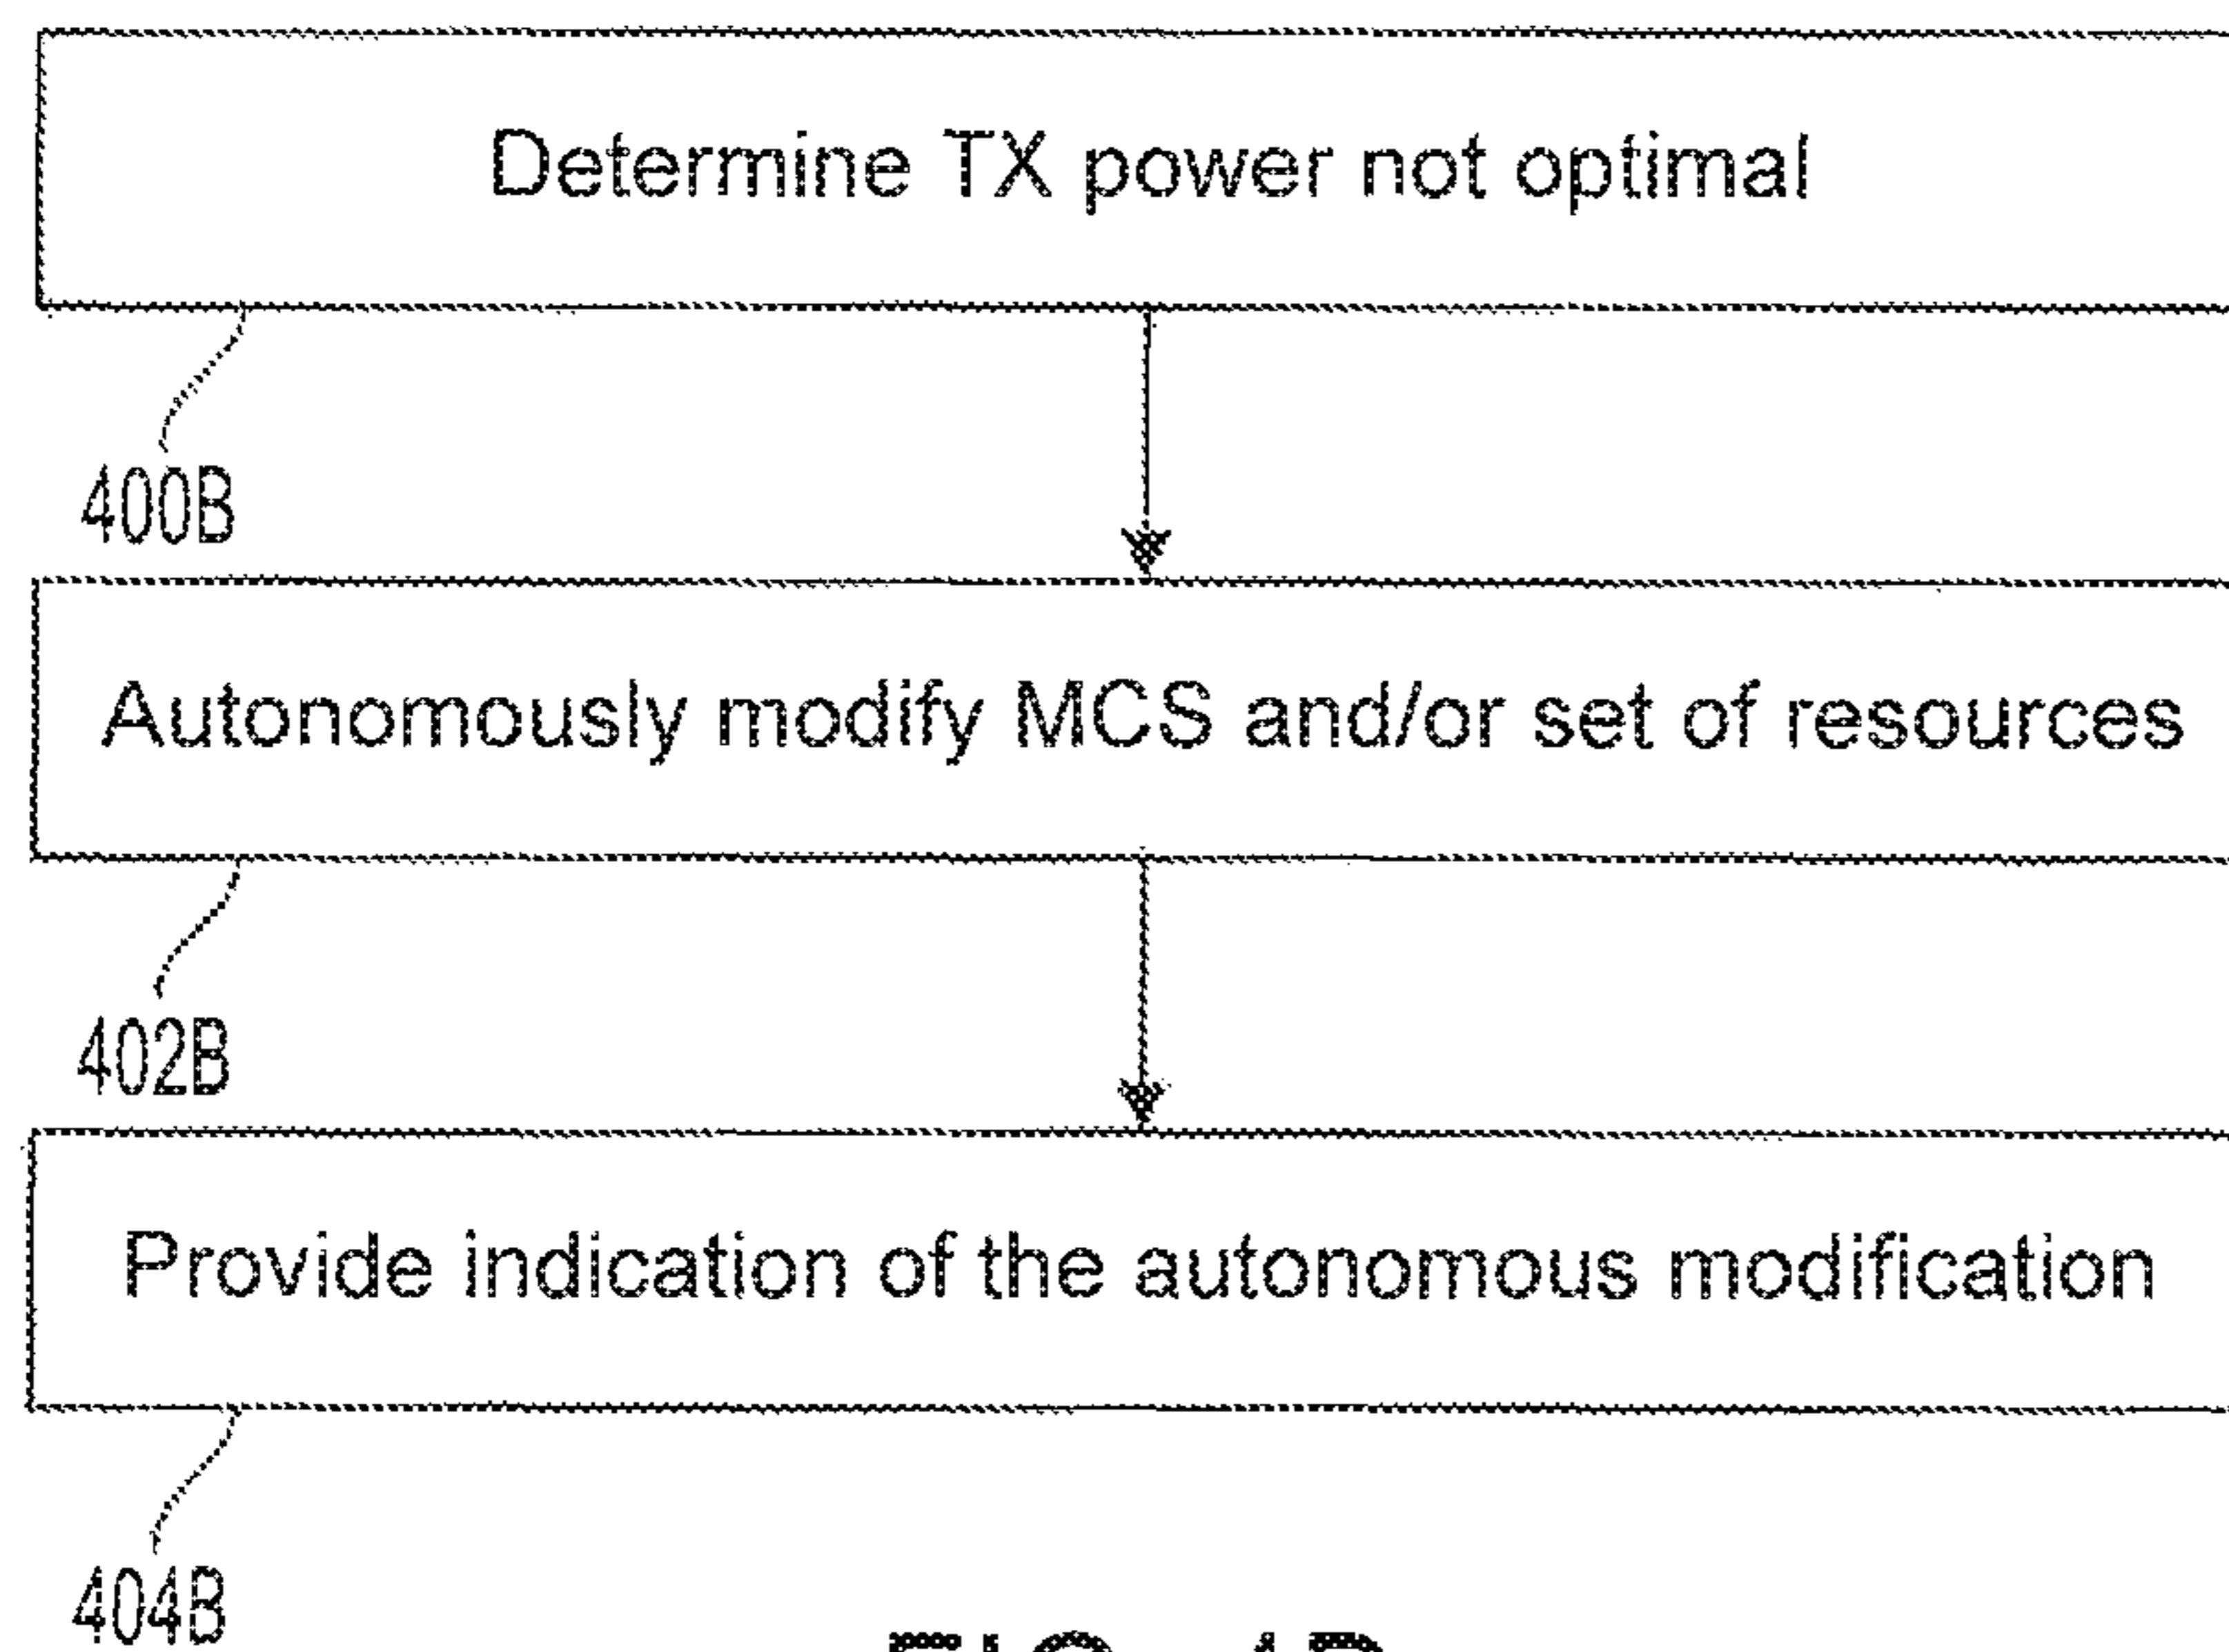 Determine TX power not optimal
400B
Autonomously modify MCS and/or set of resources
402B
Provide indication of the autonomous modification
404B